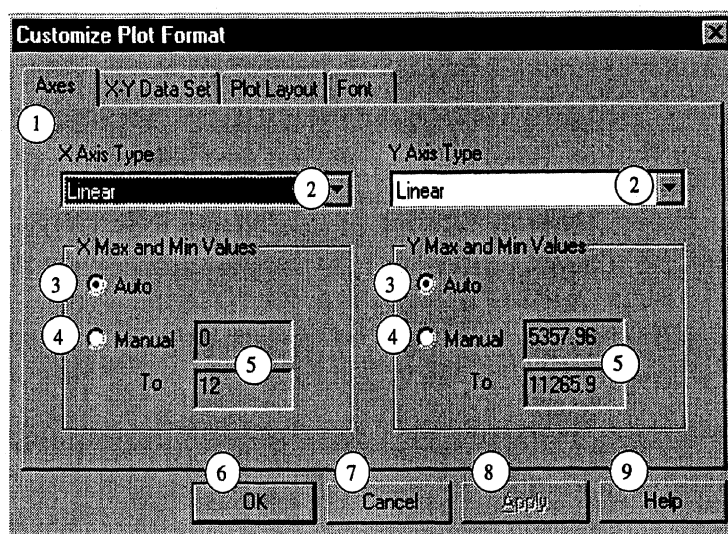 Customize Plot Format
Axes X-Y Data Set Plot Layout Font
1
X Axis Type Y Axis Type
Linear 2 Linear 2
X Max and Min Values Y Max and Min Values
3 Auto 3 Auto
4 Manual 0 4 Manual 5357.96
5 5
To 12 To 11265.9
6 7 8 9
OK Cancel Apply Help